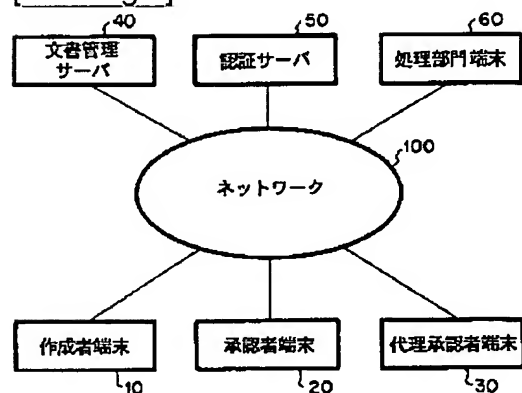 40
50
60
文書管理
サーバ
認証サーバ
処理部門端末
100
ネットワーク
作成者端末
承認者端末
代理承認者端末
10
20
30